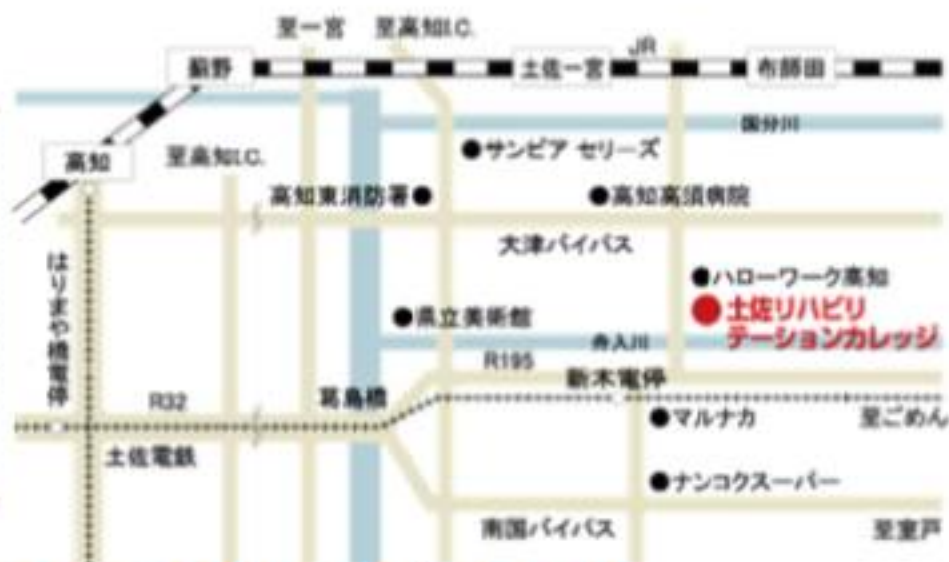 至一宮
至高知I.C.
JR
薊野
土佐一宮
布師田
国分川
サンピア セリーズ
高知
至高知I.C.
高知東消防署
高知高須病院
大津バイパス
はりまや橋電停
ハローワーク高知
土佐リハビリ
テーションカレッジ
県立美術館
舟入川
R195
新木電停
R32
葛島橋
マルナカ
至ごめん
土佐電鉄
ナンコクスーパー
南国バイパス
至室戸